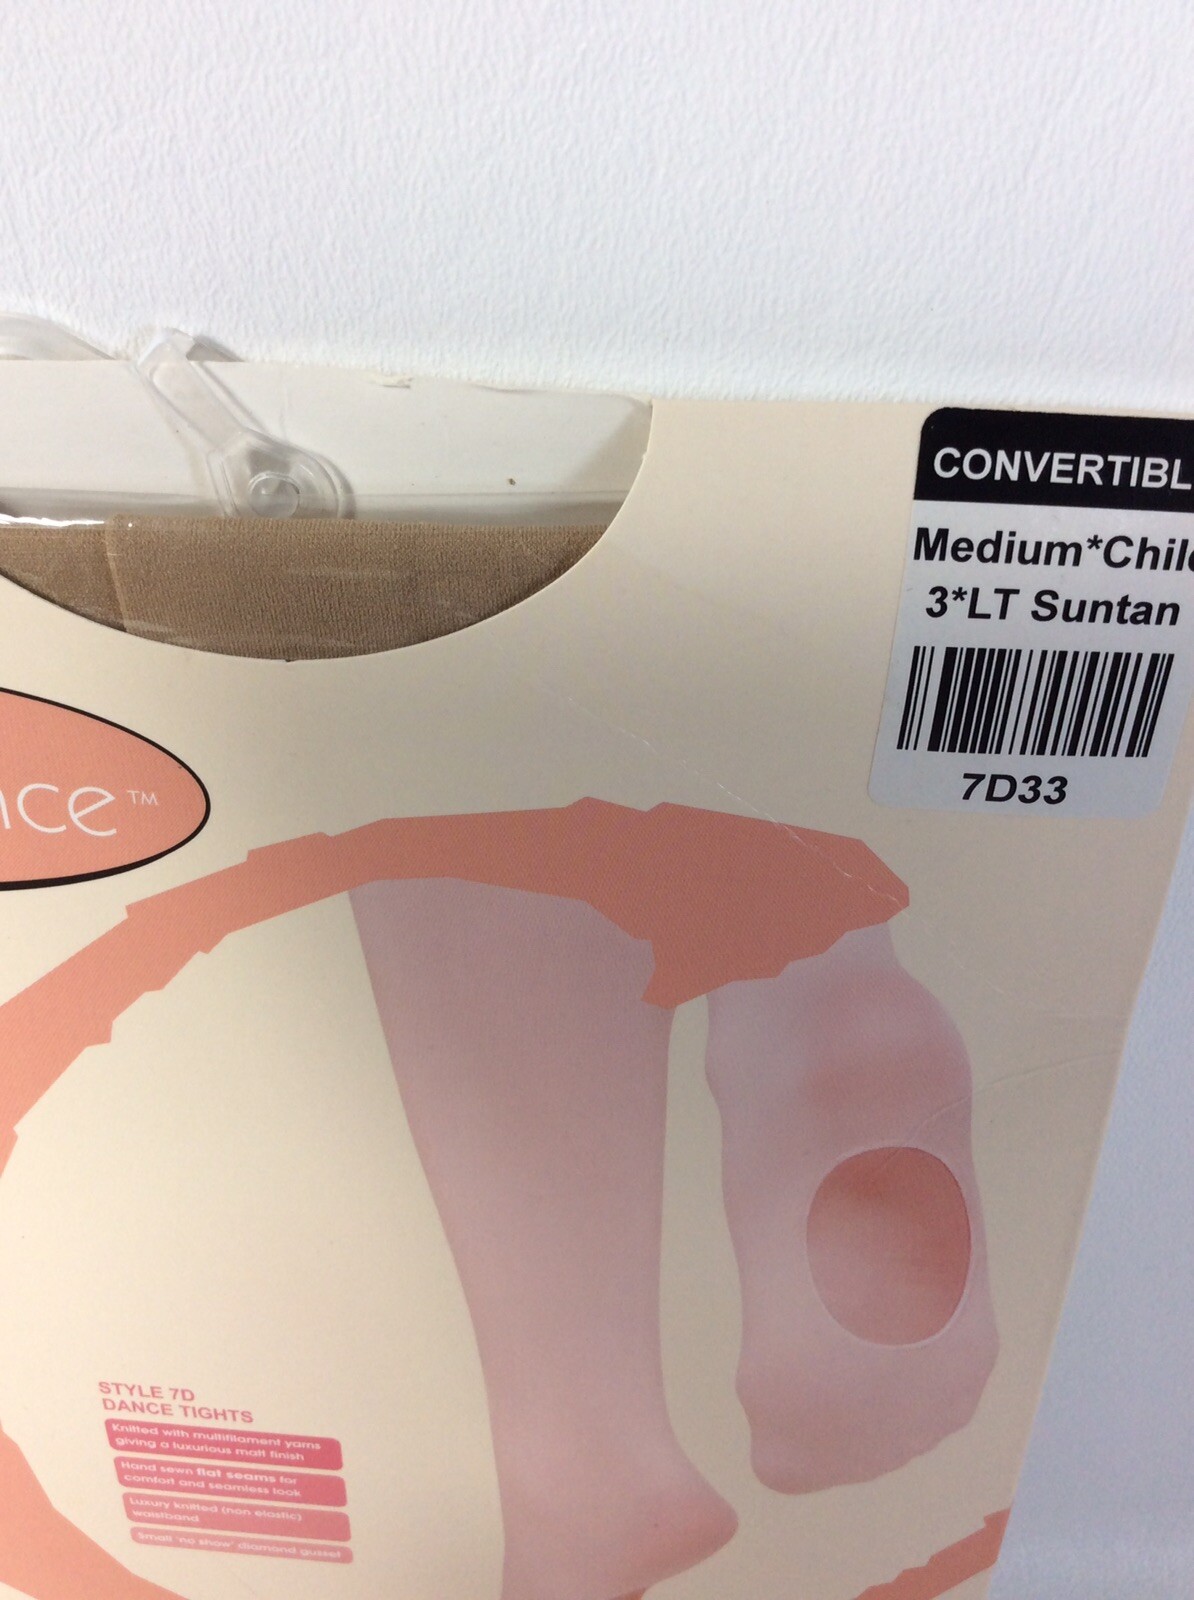 CONVERTIBL
Medium*Chil
3*LT Suntan
7D33
nce™
STYLE 7D
DANCE TIGHTS
Knitted with multifilament yarns
giving a luxurious matt finish
Hand sewn flat seams for
comfort and seamless look
Luxury knitted (non elastic)
waistband
Small 'no show' diamond gusset